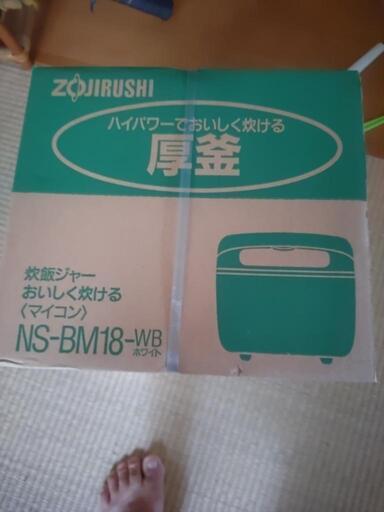 ZOJIRUSHI
ハイパワーでおいしく炊ける
厚釜
炊飯ジャー
おいしく炊ける
〈マイコン〉
NS-BM18-WB
ホワイト